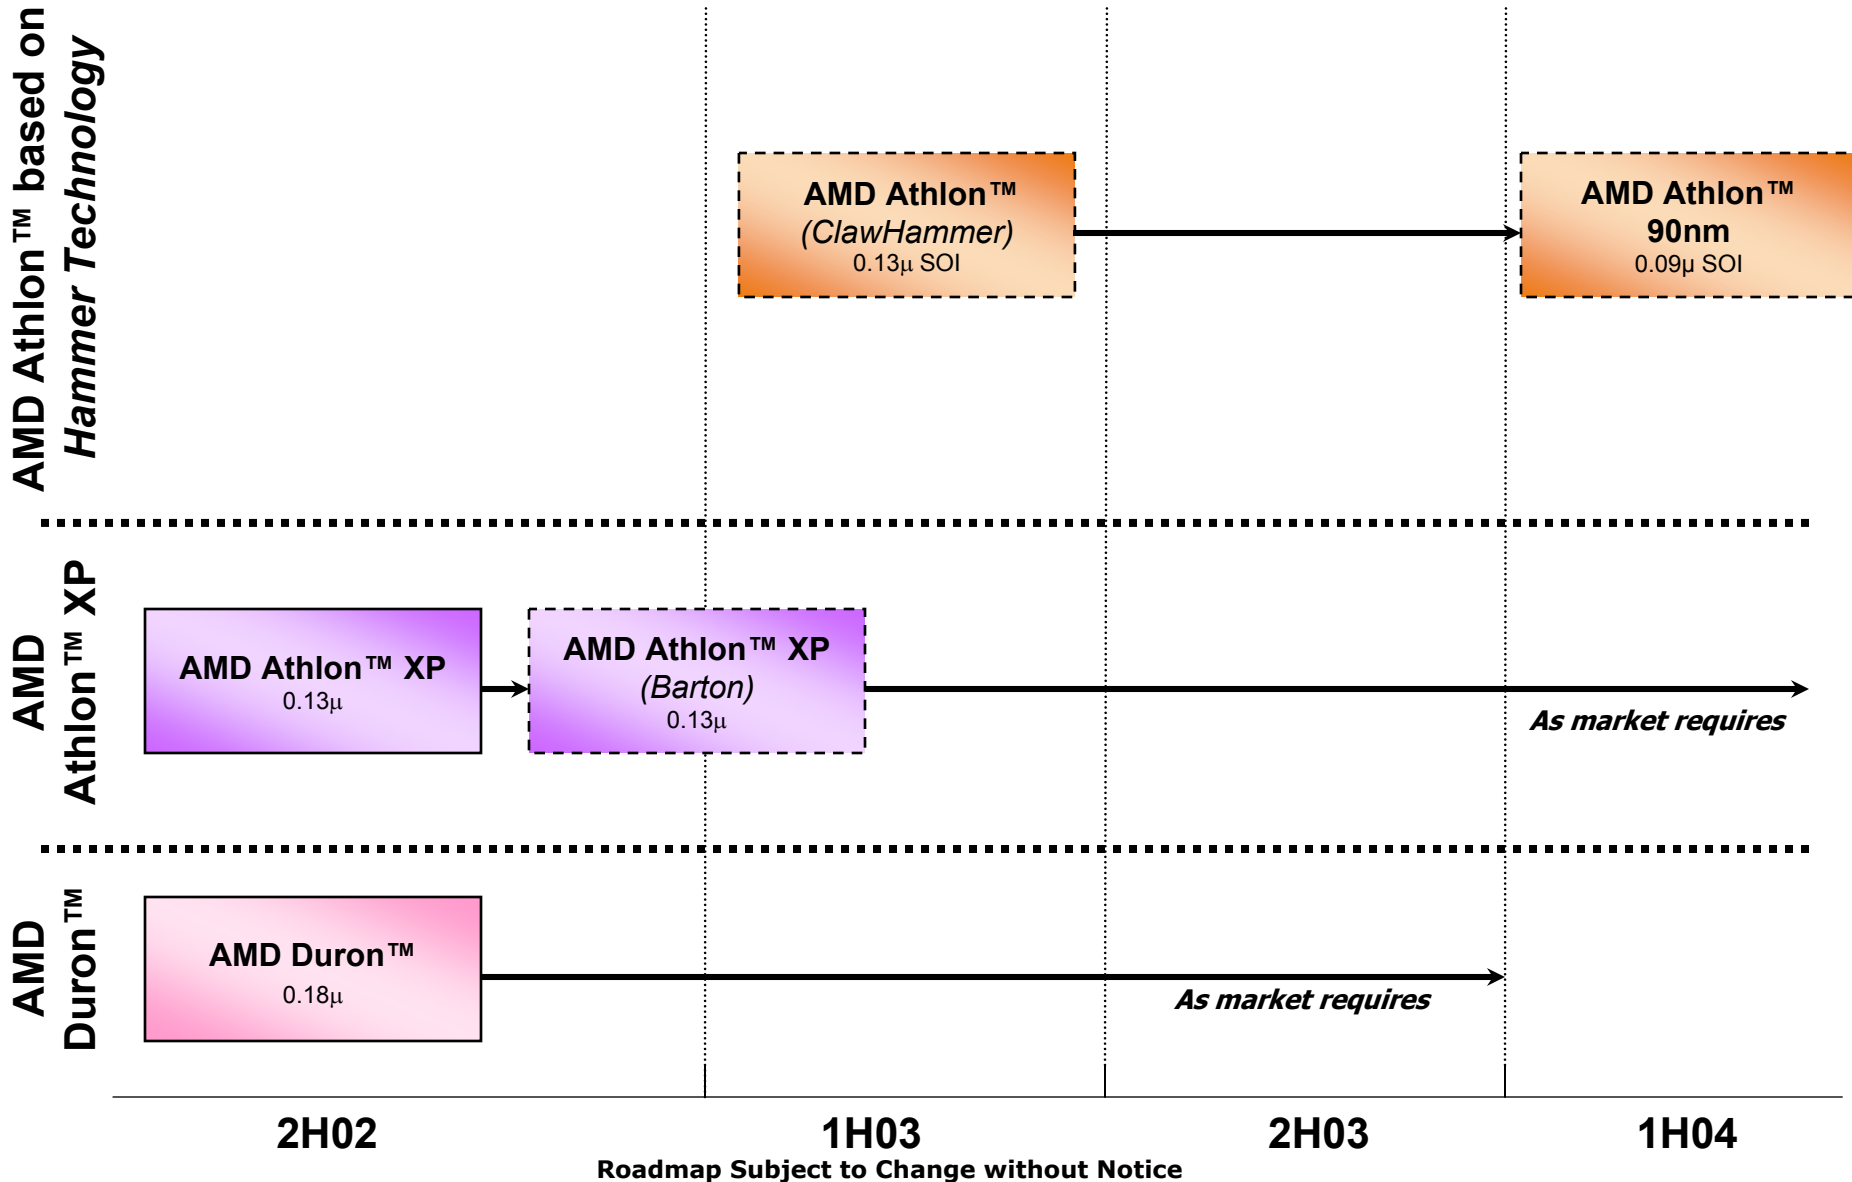 AMD Athlon™ based on
Hammer Technology
AMD Athlon™
(ClawHammer)
0.13μ SOI
AMD Athlon™
90nm
0.09µ SOI
AMD
Athlon™ XP
AMD Athlon™ XP
0.13μ
AMD Athlon™ XP
(Barton)
0.13μ
As market requires
AMD
Duron™
AMD Duron™
0.18μ
As market requires
2H02
1H03
2H03
1H04
Roadmap Subject to Change without Notice